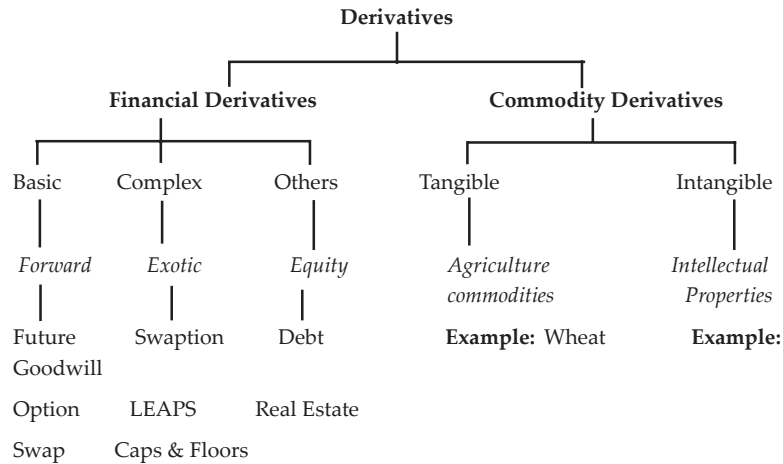 Derivatives
Financial Derivatives Commodity Derivatives
Basic Complex Others Tangible Intangible
Forward Exotic Equity Agriculture Intellectual
commodities Properties
Future Swaption Debt Example: Wheat Example:
Goodwill
Option LEAPS Real Estate
Swap Caps & Floors